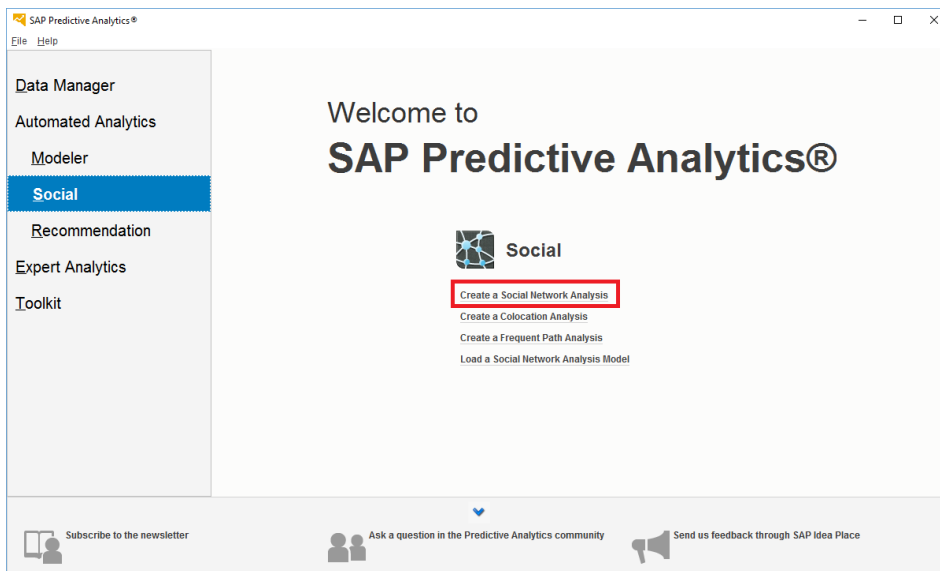 SAP Predictive Analytics®
File Help
Data Manager
Automated Analytics
Modeler
Social
Recommendation
Expert Analytics
Toolkit
Welcome to
SAP Predictive Analytics®
Social
Create a Social Network Analysis
Create a Colocation Analysis
Create a Frequent Path Analysis
Load a Social Network Analysis Model
Subscribe to the newsletter
Ask a question in the Predictive Analytics community
Send us feedback through SAP Idea Place